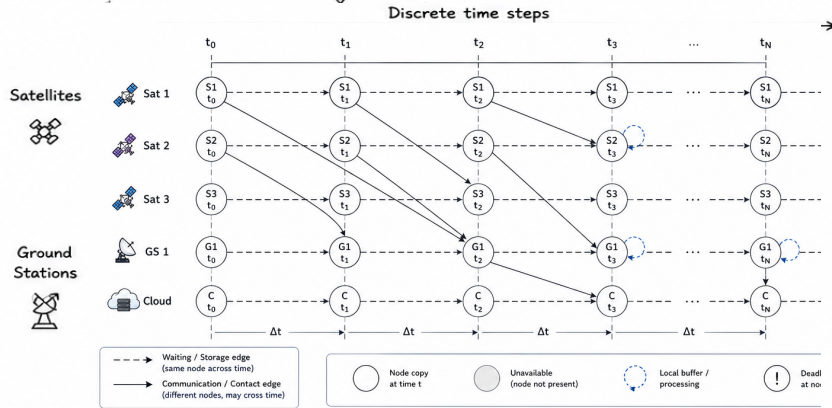 Discrete time steps
t0 t1 t2 t3 ... tN
Satellites
Sat 1 S1 t0 S1 t1 S1 t2 S1 t3 ... S1 tN
Sat 2 S2 t0 S2 t1 S2 t2 S2 t3 ... S2 tN
Sat 3 S3 t0 S3 t1 S3 t2 S3 t3 ... S3 tN
Ground
Stations
GS 1 G1 t0 G1 t1 G1 t2 G1 t3 ... G1 tN
Cloud C t0 C t1 C t2 C t3 ... C tN
Δt Δt Δt Δt
Waiting / Storage edge
(same node across time)
Communication / Contact edge
(different nodes, may cross time)
Node copy
at time t
Unavailable
(node not present)
Local buffer /
processing
!
at